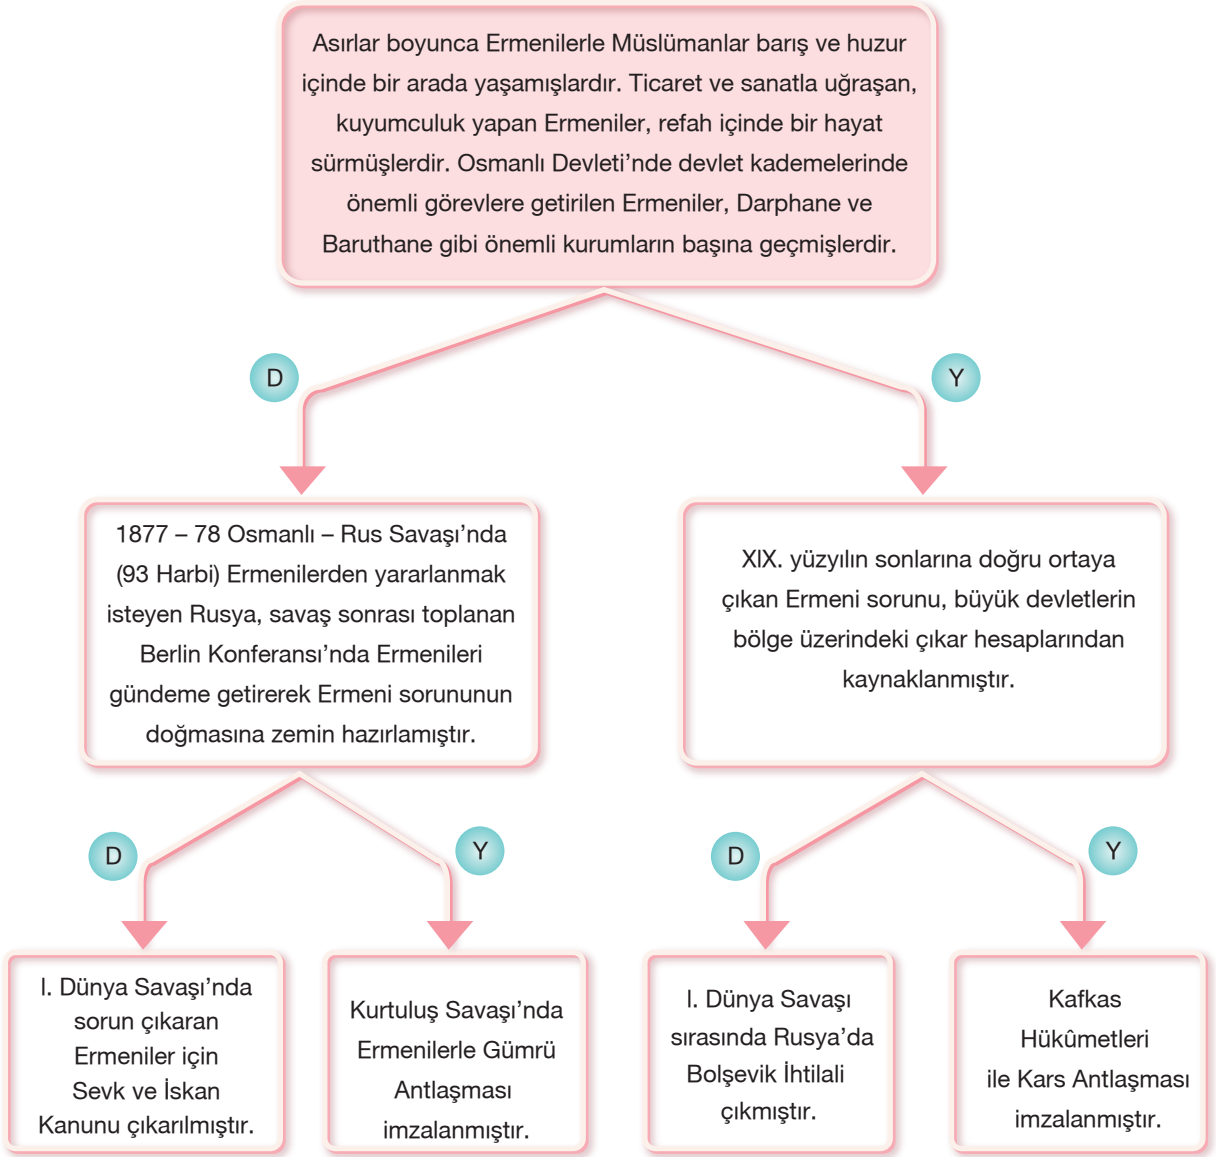 Asırlar boyunca Ermenilerle Müslümanlar barış ve huzur
içinde bir arada yaşamışlardır. Ticaret ve sanatla uğraşan,
kuyumculuk yapan Ermeniler, refah içinde bir hayat
sürmüşlerdir. Osmanlı Devleti’nde devlet kademelerinde
önemli görevlere getirilen Ermeniler, Darphane ve
Baruthane gibi önemli kurumların başına geçmişlerdir.
D
Y
1877 – 78 Osmanlı – Rus Savaşı’nda
(93 Harbi) Ermenilerden yararlanmak
isteyen Rusya, savaş sonrası toplanan
Berlin Konferansı’nda Ermenileri
gündeme getirerek Ermeni sorununun
doğmasına zemin hazırlamıştır.
XIX. yüzyılın sonlarına doğru ortaya
çıkan Ermeni sorunu, büyük devletlerin
bölge üzerindeki çıkar hesaplarından
kaynaklanmıştır.
D
Y
D
Y
I. Dünya Savaşı’nda
sorun çıkaran
Ermeniler için
Sevk ve İskan
Kanunu çıkarılmıştır.
Kurtuluş Savaşı’nda
Ermenilerle Gümrü
Antlaşması
imzalanmıştır.
I. Dünya Savaşı
sırasında Rusya’da
Bolşevik İhtilali
çıkmıştır.
Kafkas
Hükûmetleri
ile Kars Antlaşması
imzalanmıştır.